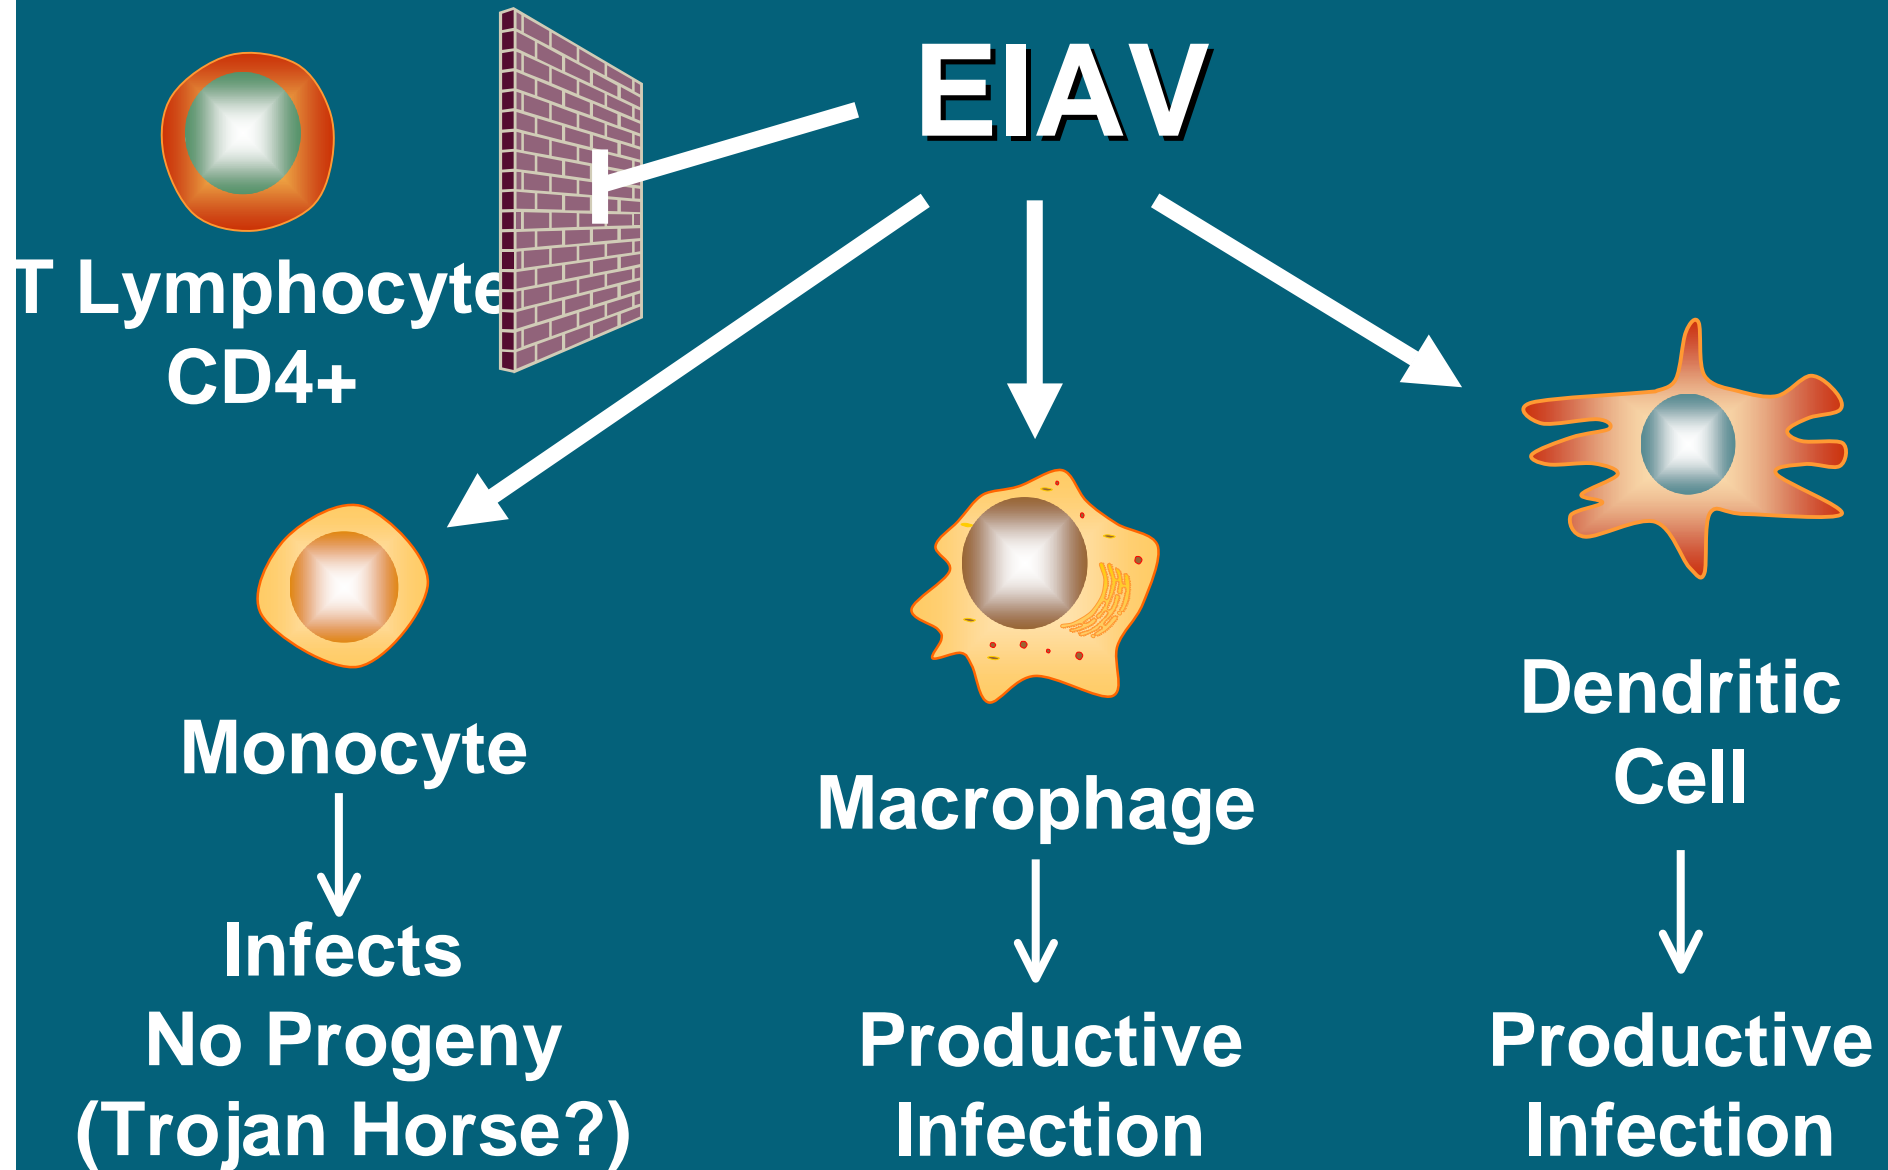 EIAV
T Lymphocyte
CD4+
Monocyte
Infects
No Progeny
(Trojan Horse?)
Macrophage
Productive
Infection
Dendritic
Cell
Productive
Infection